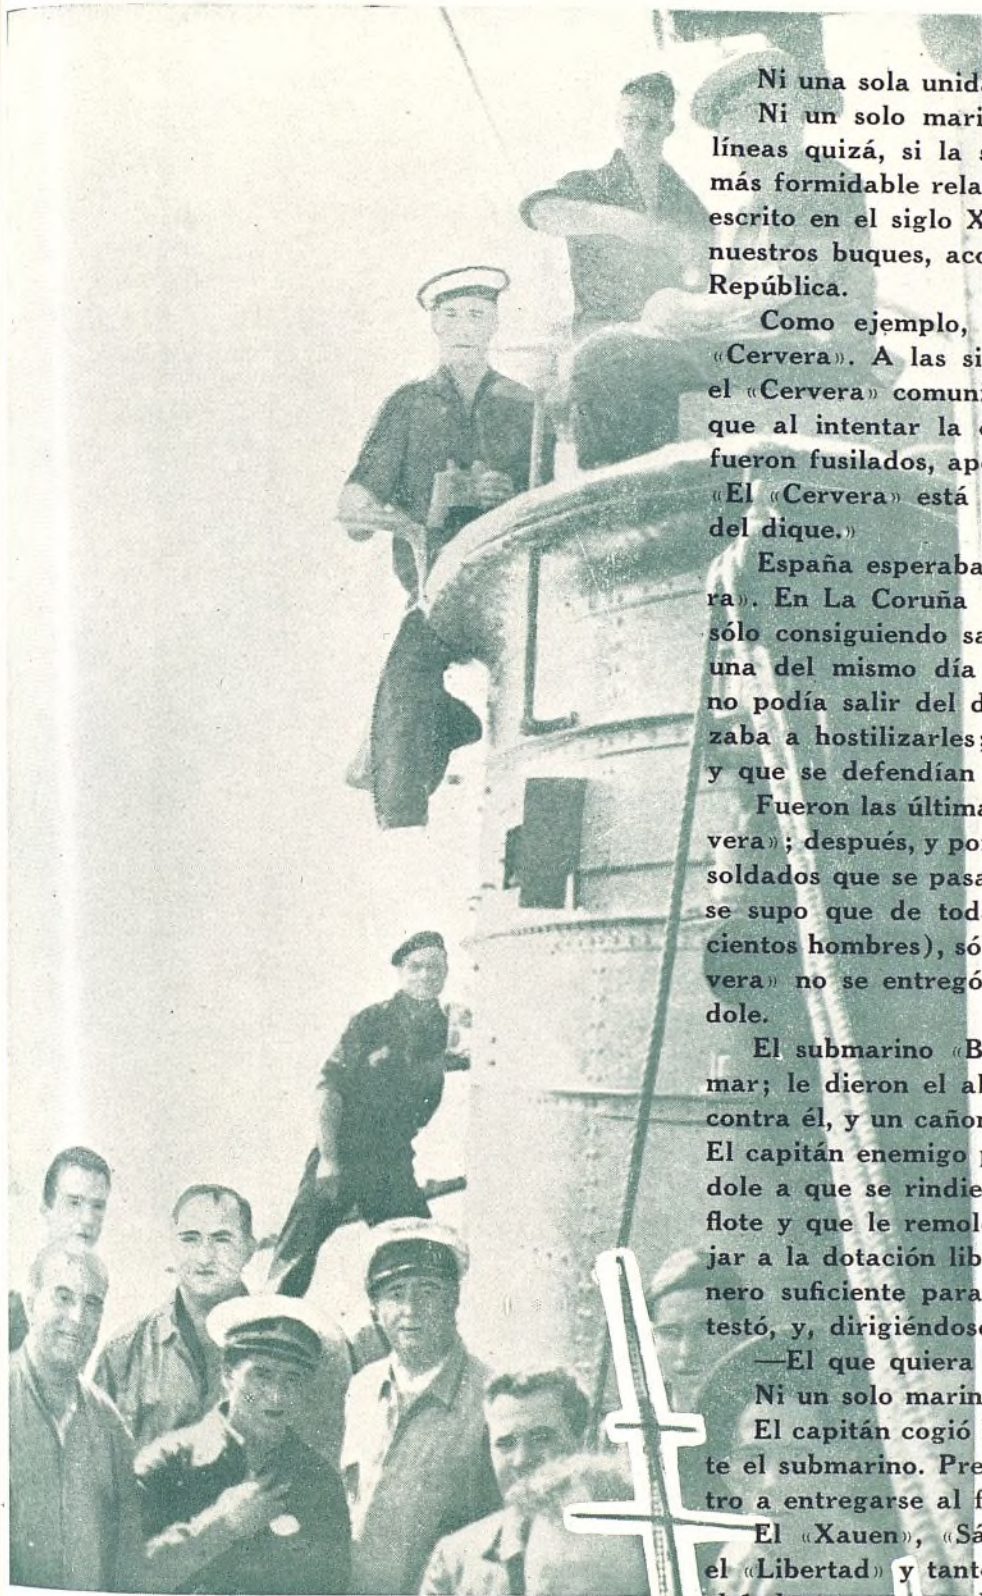 Ni una sola unid
Ni un solo mari
líneas quizá, si la s
más formidable rela
escrito en el siglo X
nuestros buques, aco
República.
Como ejemplo,
«Cervera». A las si
el «Cervera» comuni
que al intentar la
fueron fusilados, ap
«El «Cervera» está
del dique.»
España esperaba
ra». En La Coruña
sólo consiguiendo sa
una del mismo día
no podía salir del d
zaba a hostilizarles;
y que se defendían
Fueron las última
vera»; después, y po
soldados que se pasa
se supo que de tod
cientos hombres), só
vera» no se entregó
dole.
El submarino «B
mar; le dieron el al
contra él, y un cañon
El capitán enemigo p
dole a que se rindie
flote y que le remol
jar a la dotación lib
nero suficiente para
testó, y, dirigiéndos
—El que quiera
Ni un solo marin
El capitán cogió
te el submarino. Pre
tro a entregarse al f
El «Xauen», «Sá
el «Libertad» y tant